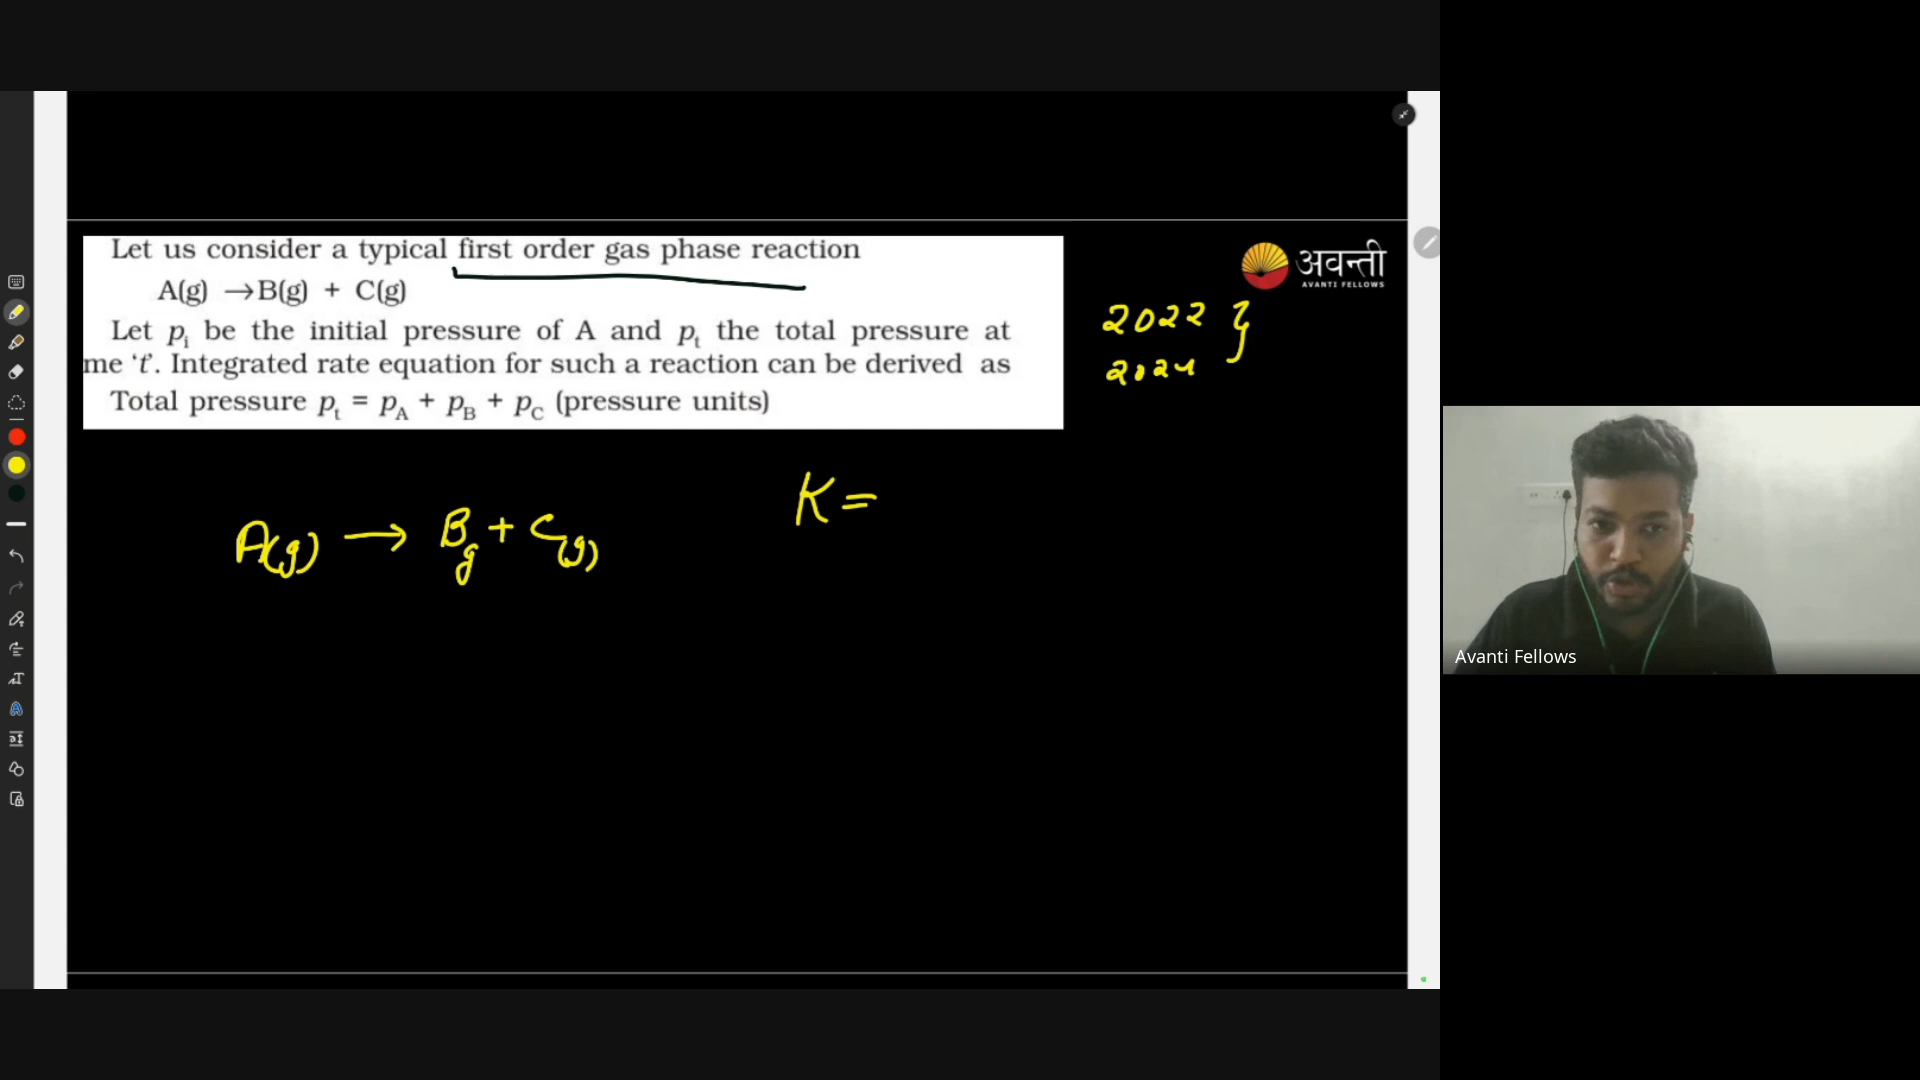 Let us consider a typical first order gas phase reaction
A(g) →B(g) + C(g)
Let pi be the initial pressure of A and pt the total pressure at
me ‘t’. Integrated rate equation for such a reaction can be derived as
Total pressure pt = pA + pB + pC (pressure units)
अवन्ती
AVANTI FELLOWS
2022 }
2024
K =
A(g) → Bg + C(g)
Avanti Fellows